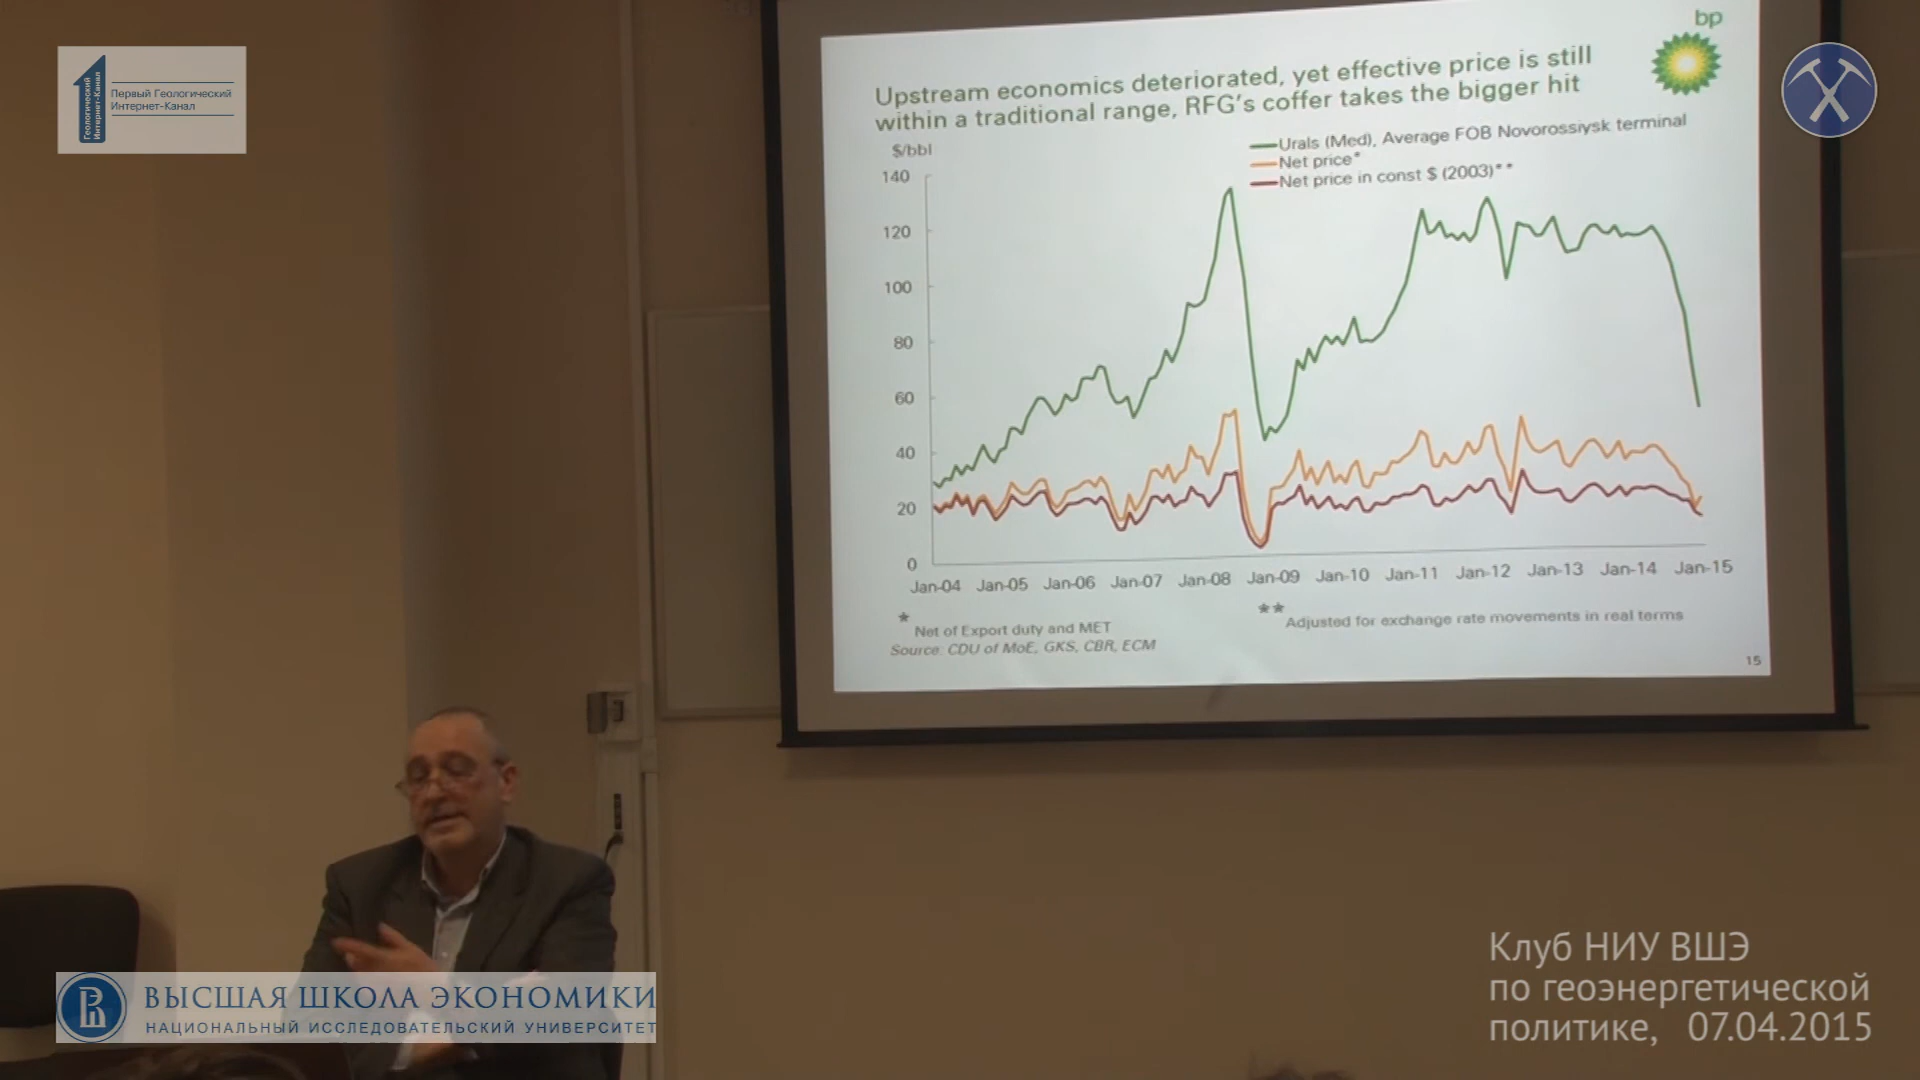 Геологический
Интернет-Канал
Первый Геологический
Интернет-Канал
bp
Upstream economics deteriorated, yet effective price is still
within a traditional range, RFG's coffer takes the bigger hit
$/bbl
Urals (Med), Average FOB Novorossiysk terminal
Net price*
Net price in const $ (2003)**
140
120
100
80
60
40
20
0
Jan-04 Jan-05 Jan-06 Jan-07 Jan-08 Jan-09 Jan-10 Jan-11 Jan-12 Jan-13 Jan-14 Jan-15
* Net of Export duty and MET
** Adjusted for exchange rate movements in real terms
Source: CDU of MoE, GKS, CBR, ECM
15
ВЫСШАЯ ШКОЛА ЭКОНОМИКИ
НАЦИОНАЛЬНЫЙ ИССЛЕДОВАТЕЛЬСКИЙ УНИВЕРСИТЕТ
Клуб НИУ ВШЭ
по геоэнергетической
политике, 07.04.2015